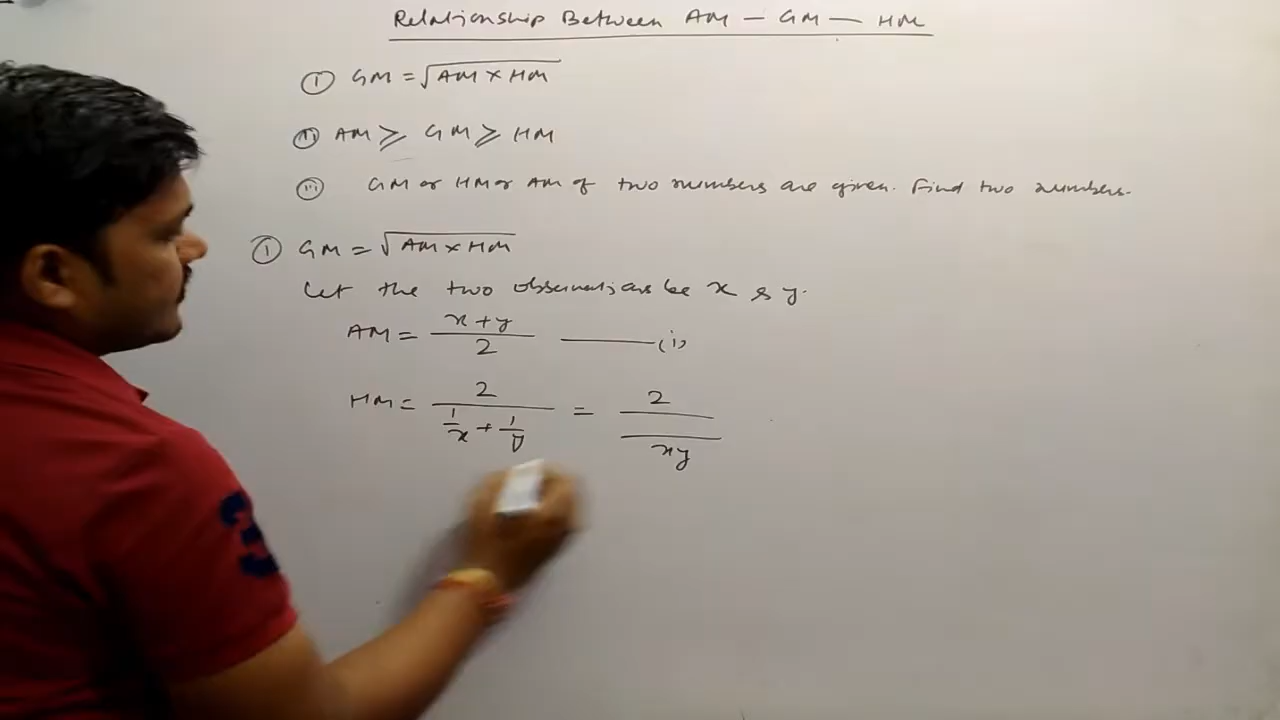 Relationship Between AM — GM — HM
(i) GM = √(AM × HM)
(ii) AM ≥ GM ≥ HM
(iii) GM or HM or AM of two numbers are given. Find two numbers.
(1) GM = √(AM × HM)
Let the two observations be x & y.
AM = (x+y)/2 ——— (i)
HM = 2/(1/x + 1/y) = 2/( /xy)
3